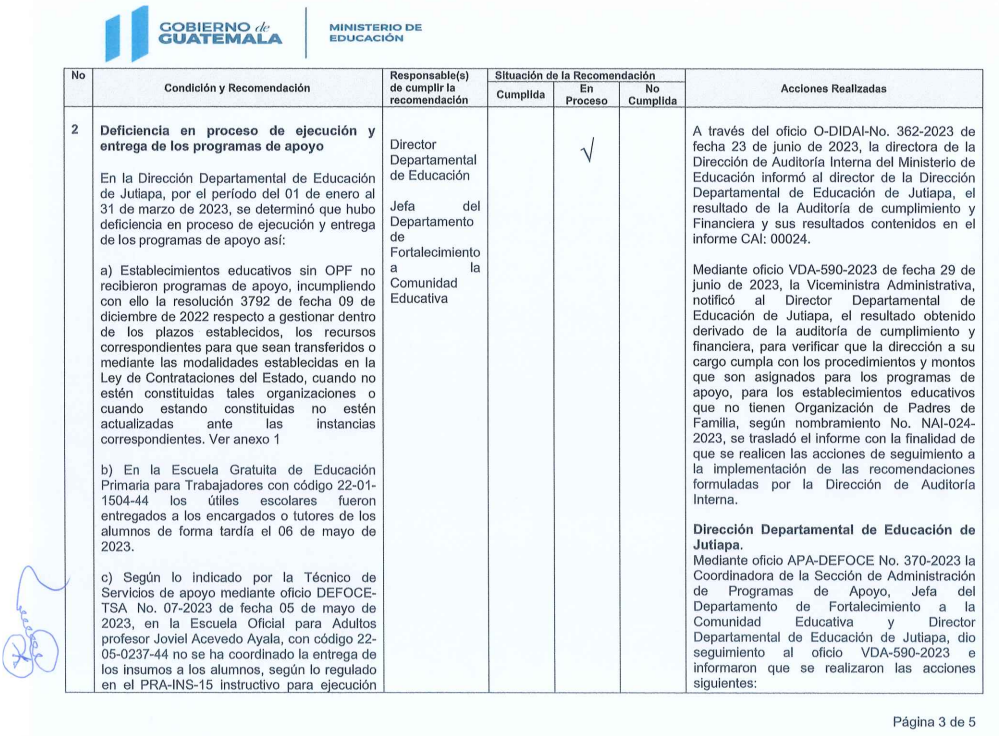 GOBIERNO de
GUATEMALA
MINISTERIO DE
EDUCACIÓN
No
Condición y Recomendación
Responsable(s)
de cumplir la
recomendación
Situación de la Recomendación
Cumplida
En
Proceso
No
Cumplida
Acciones Realizadas
2
Deficiencia en proceso de ejecución y
entrega de los programas de apoyo
En la Dirección Departamental de Educación
de Jutiapa, por el período del 01 de enero al
31 de marzo de 2023, se determinó que hubo
deficiencia en proceso de ejecución y entrega
de los programas de apoyo así:
a) Establecimientos educativos sin OPF no
recibieron programas de apoyo, incumpliendo
con ello la resolución 3792 de fecha 09 de
diciembre de 2022 respecto a gestionar dentro
de los plazos establecidos, los recursos
correspondientes para que sean transferidos o
mediante las modalidades establecidas en la
Ley de Contrataciones del Estado, cuando no
estén constituidas tales organizaciones o
cuando estando constituidas no estén
actualizadas ante las instancias
correspondientes. Ver anexo 1
b) En la Escuela Gratuita de Educación
Primaria para Trabajadores con código 22-01-
1504-44 los útiles escolares fueron
entregados a los encargados o tutores de los
alumnos de forma tardía el 06 de mayo de
2023.
c) Según lo indicado por la Técnico de
Servicios de apoyo mediante oficio DEFOCE-
TSA No. 07-2023 de fecha 05 de mayo de
2023, en la Escuela Oficial para Adultos
profesor Joviel Acevedo Ayala, con código 22-
05-0237-44 no se ha coordinado la entrega de
los insumos a los alumnos, según lo regulado
en el PRA-INS-15 instructivo para ejecución
Director
Departamental
de Educación
Jefa del
Departamento
de
Fortalecimiento
a la
Comunidad
Educativa
√
A través del oficio O-DIDAI-No. 362-2023 de
fecha 23 de junio de 2023, la directora de la
Dirección de Auditoría Interna del Ministerio de
Educación informó al director de la Dirección
Departamental de Educación de Jutiapa, el
resultado de la Auditoría de cumplimiento y
Financiera y sus resultados contenidos en el
informe CAI: 00024.
Mediante oficio VDA-590-2023 de fecha 29 de
junio de 2023, la Viceministra Administrativa,
notificó al Director Departamental de
Educación de Jutiapa, el resultado obtenido
derivado de la auditoría de cumplimiento y
financiera, para verificar que la dirección a su
cargo cumpla con los procedimientos y montos
que son asignados para los programas de
apoyo, para los establecimientos educativos
que no tienen Organización de Padres de
Familia, según nombramiento No. NAI-024-
2023, se trasladó el informe con la finalidad de
que se realicen las acciones de seguimiento a
la implementación de las recomendaciones
formuladas por la Dirección de Auditoría
Interna.
Dirección Departamental de Educación de
Jutiapa.
Mediante oficio APA-DEFOCE No. 370-2023 la
Coordinadora de la Sección de Administración
de Programas de Apoyo, Jefa del
Departamento de Fortalecimiento a la
Comunidad Educativa y Director
Departamental de Educación de Jutiapa, dio
seguimiento al oficio VDA-590-2023 e
informaron que se realizaron las acciones
siguientes:
Página 3 de 5